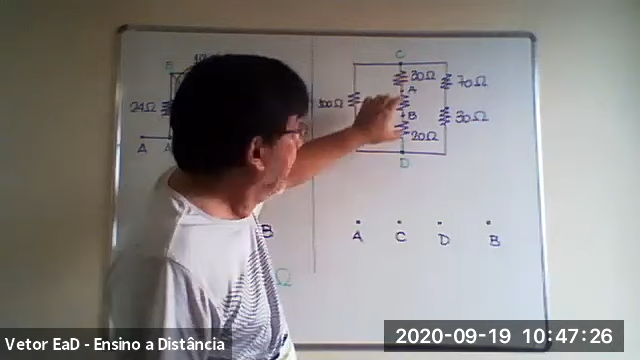 C
30Ω
70Ω
A
100Ω
24Ω
B
30Ω
20Ω
A
D
A C D B
B
Ω
Vetor EaD - Ensino a Distância
2020-09-19 10:47:26